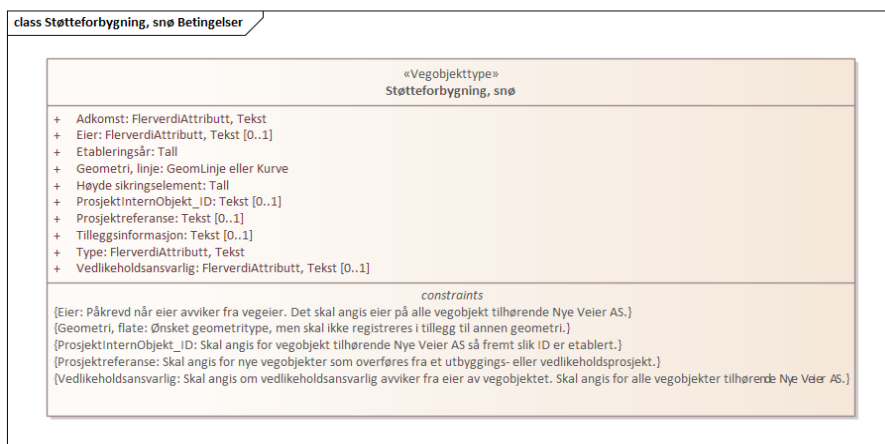 class Støtteforbygning, snø Betingelser
«Vegobjekttype»
Støtteforbygning, snø
+ Adkomst: FlerverdiAttributt, Tekst
+ Eier: FlerverdiAttributt, Tekst [0..1]
+ Etableringsår: Tall
+ Geometri, linje: GeomLinje eller Kurve
+ Høyde sikringselement: Tall
+ ProsjektInternObjekt_ID: Tekst [0..1]
+ Prosjektreferanse: Tekst [0..1]
+ Tilleggsinformasjon: Tekst [0..1]
+ Type: FlerverdiAttributt, Tekst
+ Vedlikeholdsansvarlig: FlerverdiAttributt, Tekst [0..1]
constraints
{Eier: Påkrevd når eier avviker fra vegeier. Det skal angis eier på alle vegobjekt tilhørende Nye Veier AS.}
{Geometri, flate: Ønsket geometritype, men skal ikke registreres i tillegg til annen geometri.}
{ProsjektInternObjekt_ID: Skal angis for vegobjekt tilhørende Nye Veier AS så fremt slik ID er etablert.}
{Prosjektreferanse: Skal angis for nye vegobjekter som overføres fra et utbyggings- eller vedlikeholdsprosjekt.}
{Vedlikeholdsansvarlig: Skal angis om vedlikeholdsansvarlig avviker fra eier av vegobjektet. Skal angis for alle vegobjekter tilhørende Nye Veier AS.}